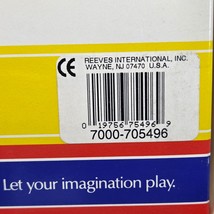 CE
REEVES INTERNATIONAL, INC.
WAYNE, NJ 07470 U.S.A.
0 19756 75496 9
7000-705496
Let your imagination play.